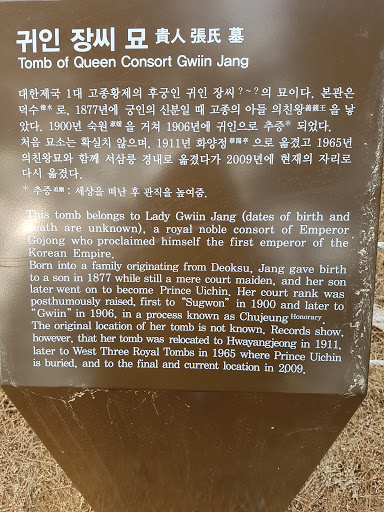 귀인 장씨 묘 貴人 張氏 墓
Tomb of Queen Consort Gwiin Jang
대한제국 1대 고종황제의 후궁인 귀인 장씨 ?~?의 묘이다. 본관은
덕수德水로, 1877년에 궁인의 신분일 때 고종의 아들 의친왕義親王을 낳
았다. 1900년 숙원淑媛을 거쳐 1906년에 귀인으로 추증* 되었다.
처음 묘소는 확실치 않으며, 1911년 화양정華陽亭으로 옮겼고 1965년
의친왕묘와 함께 서삼릉 경내로 옮겼다가 2009년에 현재의 자리로
다시 옮겼다.
* 추증追贈 : 세상을 떠난 후 관직을 높여줌.
This tomb belongs to Lady Gwiin Jang (dates of birth and
death are unknown), a royal noble consort of Emperor
Gojong who proclaimed himself the first emperor of the
Korean Empire.
Born into a family originating from Deoksu, Jang gave birth
to a son in 1877 while still a mere court maiden, and her son
later went on to become Prince Uichin. Her court rank was
posthumously raised, first to "Sugwon" in 1900 and later to
"Gwiin" in 1906, in a process known as Chujeung Honorary.
The original location of her tomb is not known. Records show,
however, that her tomb was relocated to Hwayangjeong in 1911,
later to West Three Royal Tombs in 1965 where Prince Uichin
is buried, and to the final and current location in 2009.